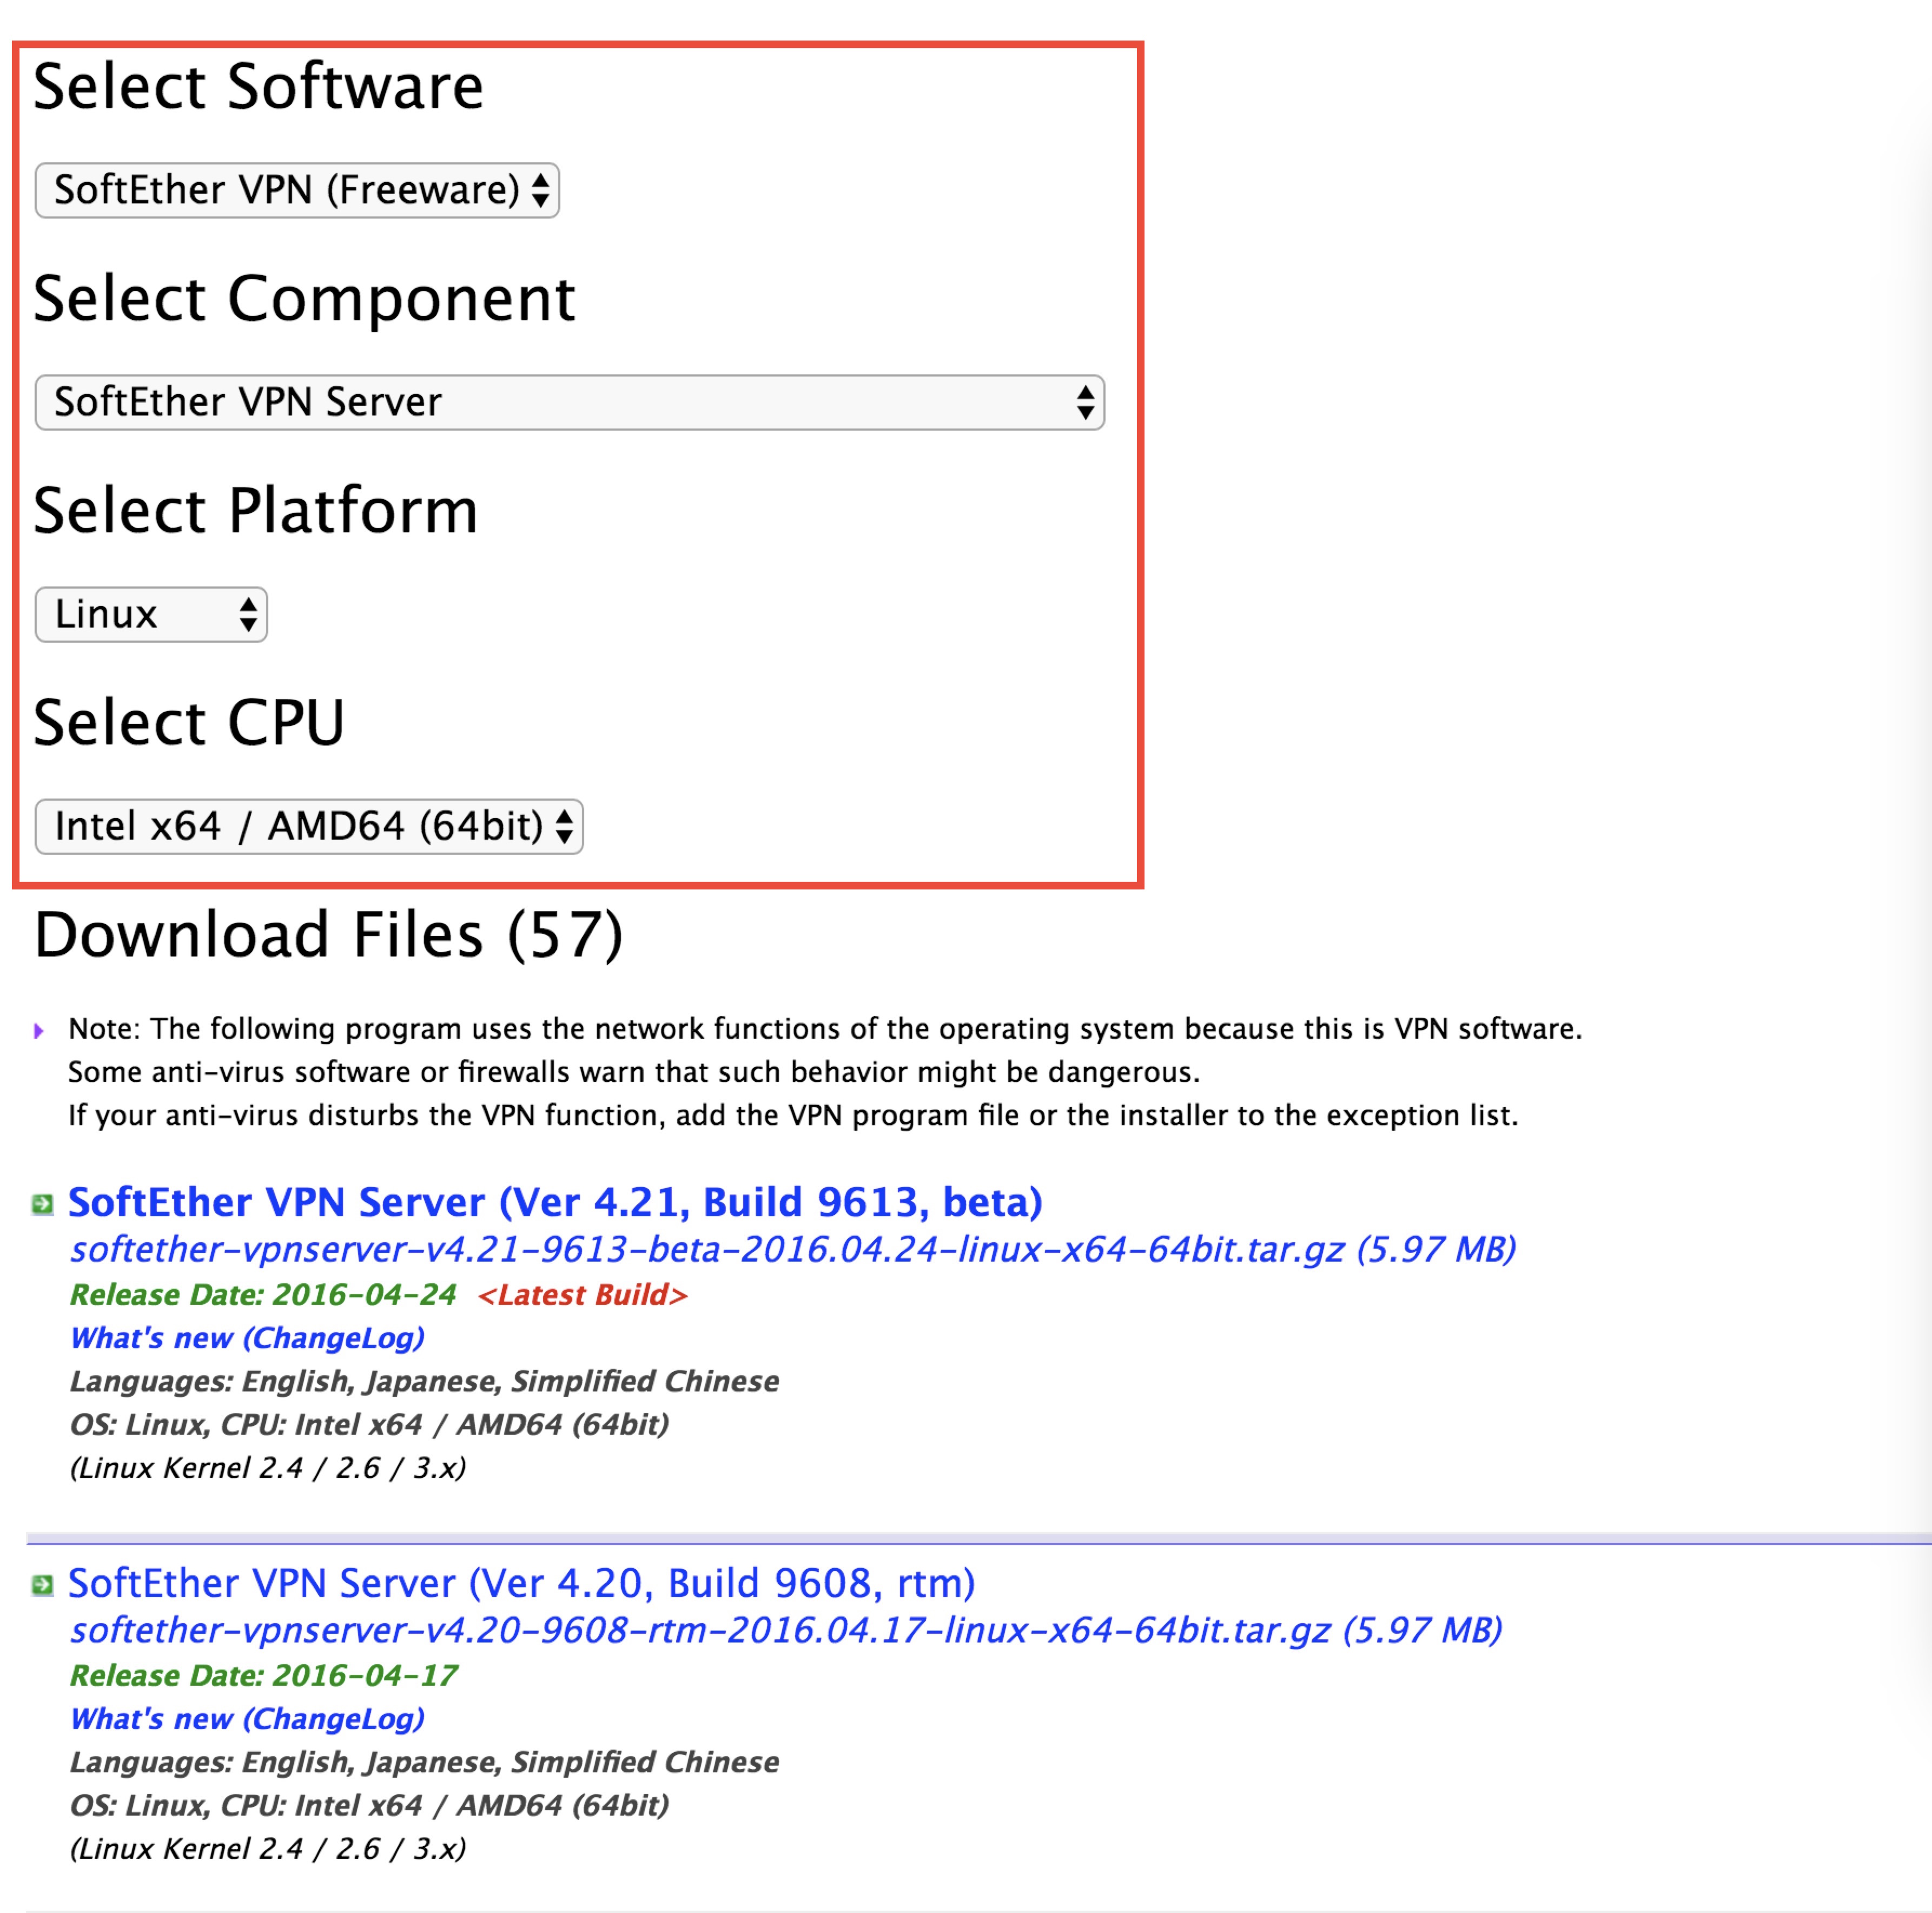 Select Software
SoftEther VPN (Freeware)
Select Component
SoftEther VPN Server
Select Platform
Linux
Select CPU
Intel x64 / AMD64 (64bit)
Download Files (57)
Note: The following program uses the network functions of the operating system because this is VPN software.
Some anti-virus software or firewalls warn that such behavior might be dangerous.
If your anti-virus disturbs the VPN function, add the VPN program file or the installer to the exception list.
SoftEther VPN Server (Ver 4.21, Build 9613, beta)
softether-vpnserver-v4.21-9613-beta-2016.04.24-linux-x64-64bit.tar.gz (5.97 MB)
Release Date: 2016-04-24 <Latest Build>
What's new (ChangeLog)
Languages: English, Japanese, Simplified Chinese
OS: Linux, CPU: Intel x64 / AMD64 (64bit)
(Linux Kernel 2.4 / 2.6 / 3.x)
SoftEther VPN Server (Ver 4.20, Build 9608, rtm)
softether-vpnserver-v4.20-9608-rtm-2016.04.17-linux-x64-64bit.tar.gz (5.97 MB)
Release Date: 2016-04-17
What's new (ChangeLog)
Languages: English, Japanese, Simplified Chinese
OS: Linux, CPU: Intel x64 / AMD64 (64bit)
(Linux Kernel 2.4 / 2.6 / 3.x)